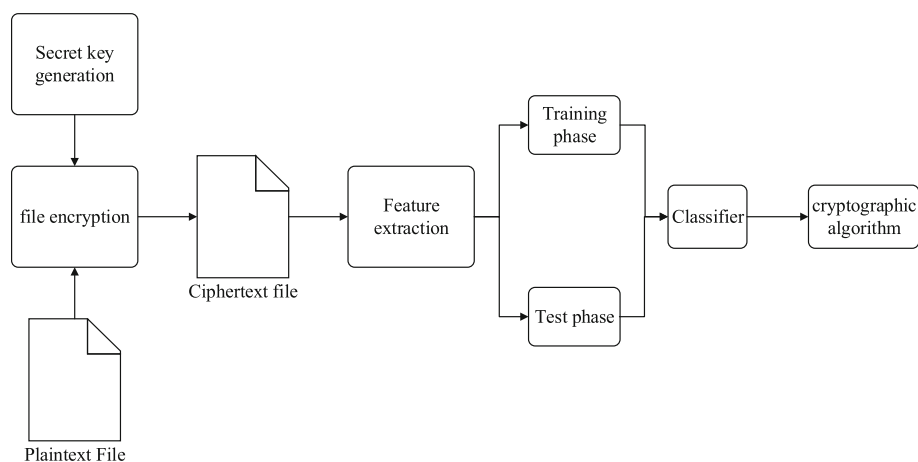 Secret key
generation
file encryption
Plaintext File
Ciphertext file
Feature
extraction
Training
phase
Test phase
Classifier
cryptographic
algorithm